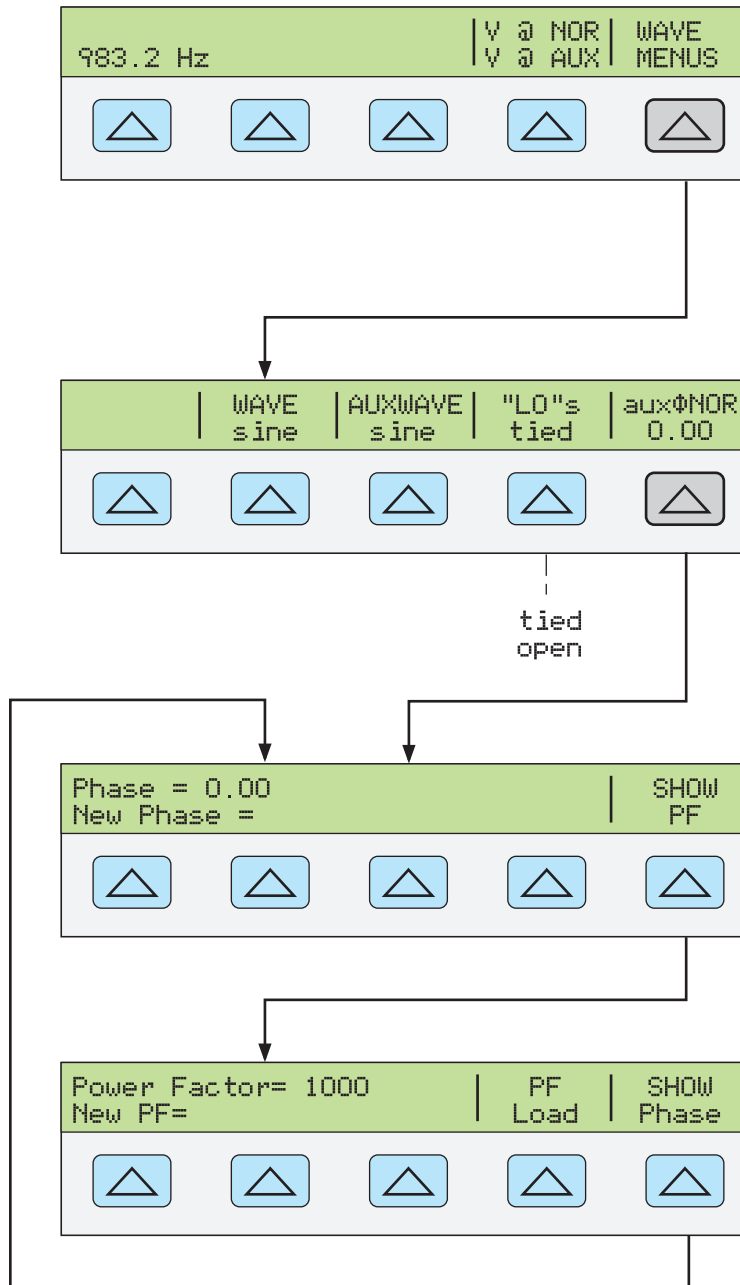 983.2 Hz
V @ NOR
V @ AUX
WAVE
MENUS
WAVE
sine
AUXWAVE
sine
"LO"s
tied
auxΦNOR
0.00
tied
open
Phase = 0.00
New Phase =
SHOW
PF
Power Factor= 1000
New PF=
PF
Load
SHOW
Phase